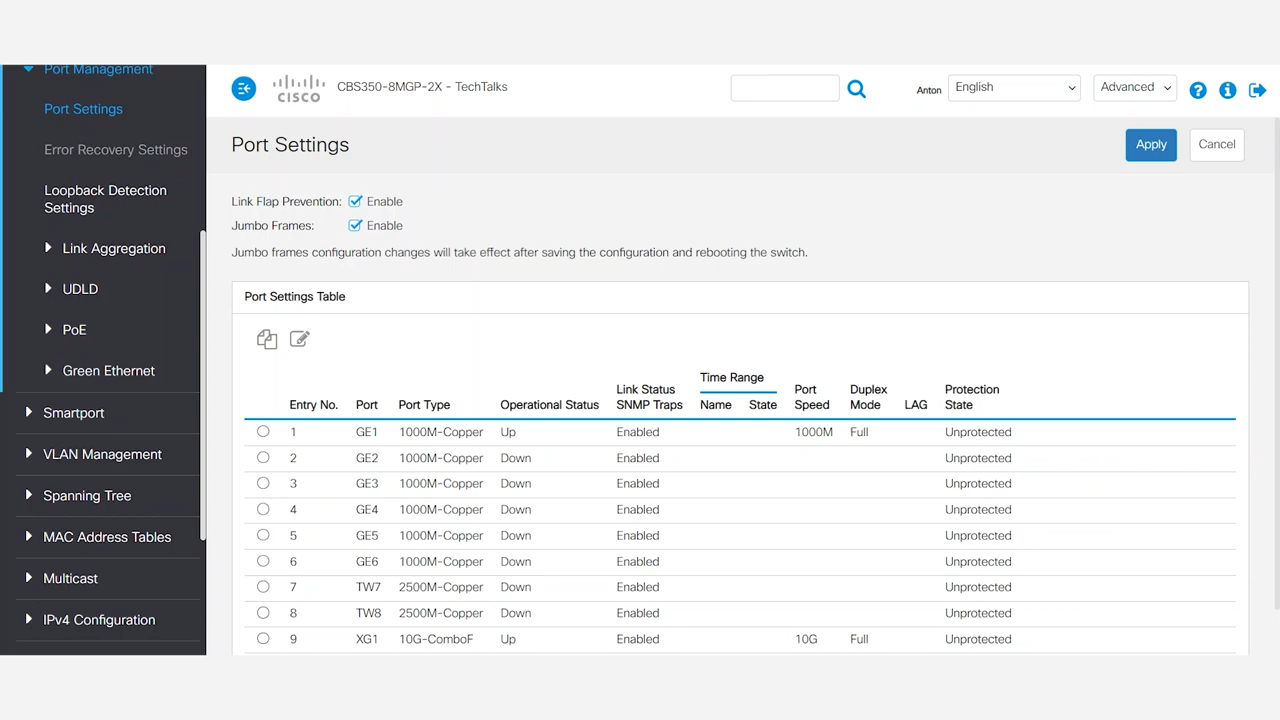 Port Management
Port Settings
Error Recovery Settings
Loopback Detection
Settings
Link Aggregation
UDLD
PoE
Green Ethernet
Smartport
VLAN Management
Spanning Tree
MAC Address Tables
Multicast
IPv4 Configuration
CISCO
CBS350-8MGP-2X - TechTalks
Anton English Advanced
Port Settings
Apply Cancel
Link Flap Prevention: Enable
Jumbo Frames: Enable
Jumbo frames configuration changes will take effect after saving the configuration and rebooting the switch.
Port Settings Table
Time Range
Link Status Port Duplex Protection
Entry No. Port Port Type Operational Status SNMP Traps Name State Speed Mode LAG State
1 GE1 1000M-Copper Up Enabled 1000M Full Unprotected
2 GE2 1000M-Copper Down Enabled Unprotected
3 GE3 1000M-Copper Down Enabled Unprotected
4 GE4 1000M-Copper Down Enabled Unprotected
5 GE5 1000M-Copper Down Enabled Unprotected
6 GE6 1000M-Copper Down Enabled Unprotected
7 TW7 2500M-Copper Down Enabled Unprotected
8 TW8 2500M-Copper Down Enabled Unprotected
9 XG1 10G-ComboF Up Enabled 10G Full Unprotected